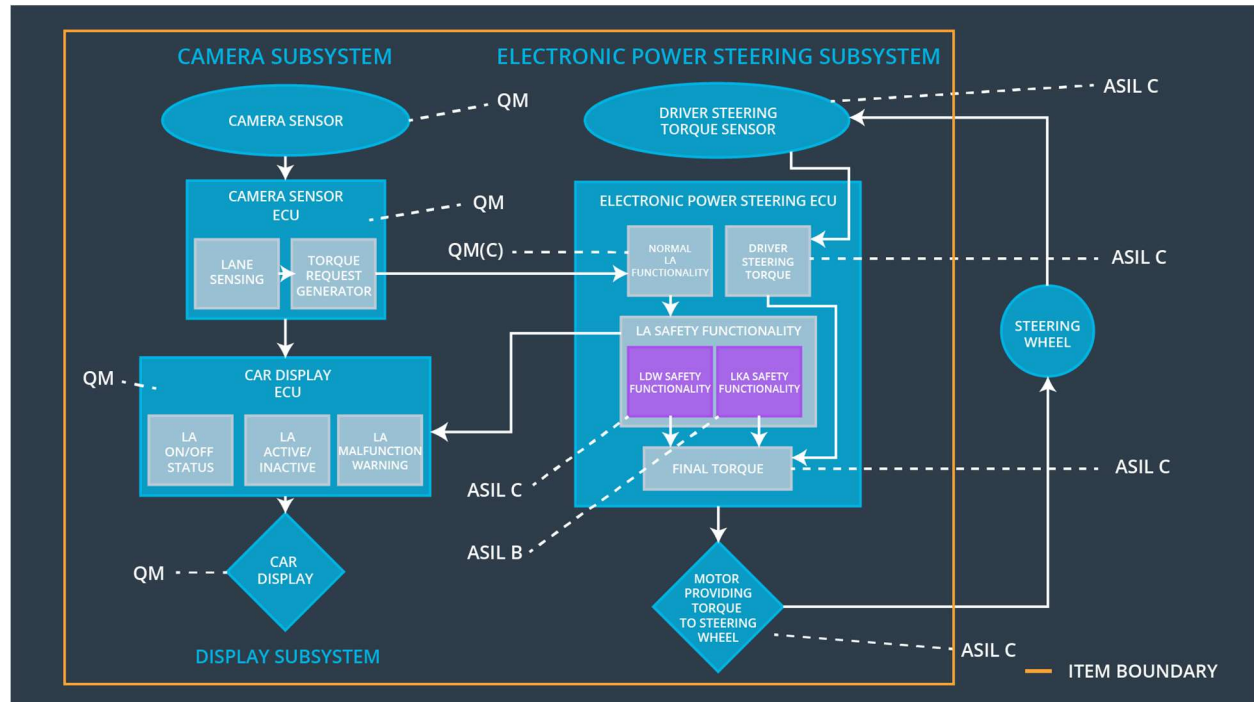 CAMERA SUBSYSTEM
ELECTRONIC POWER STEERING SUBSYSTEM
CAMERA SENSOR
QM
DRIVER STEERING
TORQUE SENSOR
ASIL C
CAMERA SENSOR
ECU
QM
LANE
SENSING
TORQUE
REQUEST
GENERATOR
ELECTRONIC POWER STEERING ECU
QM(C)
NORMAL
LA
FUNCTIONALITY
DRIVER
STEERING
TORQUE
ASIL C
STEERING
WHEEL
LA SAFETY FUNCTIONALITY
LDW SAFETY
FUNCTIONALITY
LKA SAFETY
FUNCTIONALITY
QM
CAR DISPLAY
ECU
LA
ON/OFF
STATUS
LA
ACTIVE/
INACTIVE
LA
MALFUNCTION
WARNING
FINAL TORQUE
ASIL C
ASIL C
ASIL B
QM
CAR
DISPLAY
MOTOR
PROVIDING
TORQUE
TO STEERING
WHEEL
ASIL C
DISPLAY SUBSYSTEM
ITEM BOUNDARY